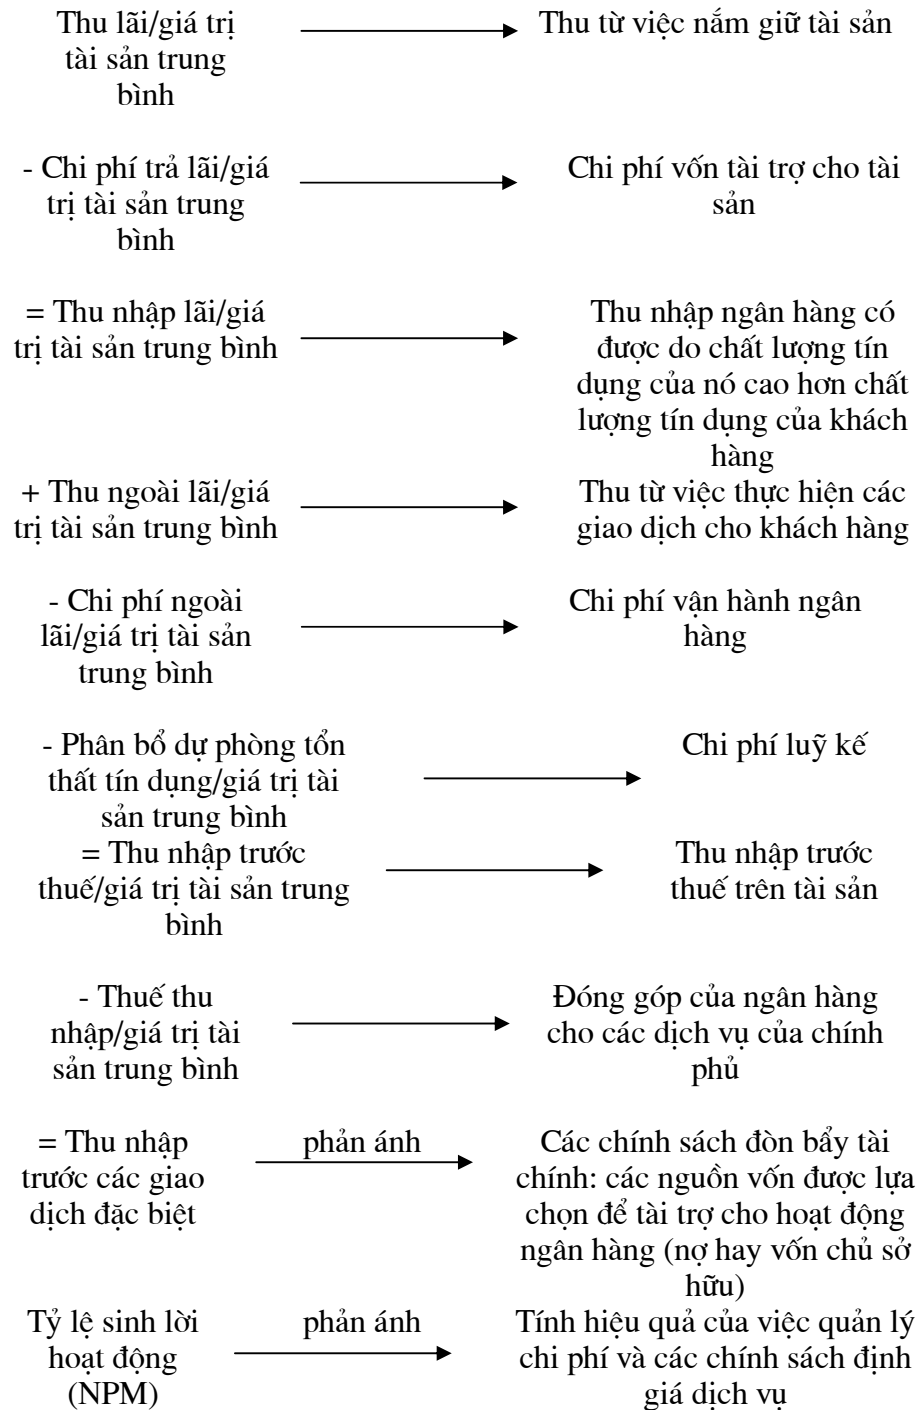 Thu lãi/giá trị
tài sản trung
bình
Thu từ việc nắm giữ tài sản
- Chi phí trả lãi/giá
trị tài sản trung
bình
Chi phí vốn tài trợ cho tài
sản
= Thu nhập lãi/giá
trị tài sản trung bình
Thu nhập ngân hàng có
được do chất lượng tín
dụng của nó cao hơn chất
lượng tín dụng của khách
hàng
+ Thu ngoài lãi/giá
trị tài sản trung bình
Thu từ việc thực hiện các
giao dịch cho khách hàng
- Chi phí ngoài
lãi/giá trị tài sản
trung bình
Chi phí vận hành ngân
hàng
- Phân bổ dự phòng tổn
thất tín dụng/giá trị tài
sản trung bình
Chi phí luỹ kế
= Thu nhập trước
thuế/giá trị tài sản trung
bình
Thu nhập trước
thuế trên tài sản
- Thuế thu
nhập/giá trị tài
sản trung bình
Đóng góp của ngân hàng
cho các dịch vụ của chính
phủ
= Thu nhập
trước các giao
dịch đặc biệt
phản ánh
Các chính sách đòn bẩy tài
chính: các nguồn vốn được lựa
chọn để tài trợ cho hoạt động
ngân hàng (nợ hay vốn chủ sở
hữu)
Tỷ lệ sinh lời
hoạt động
(NPM)
phản ánh
Tính hiệu quả của việc quản lý
chi phí và các chính sách định
giá dịch vụ